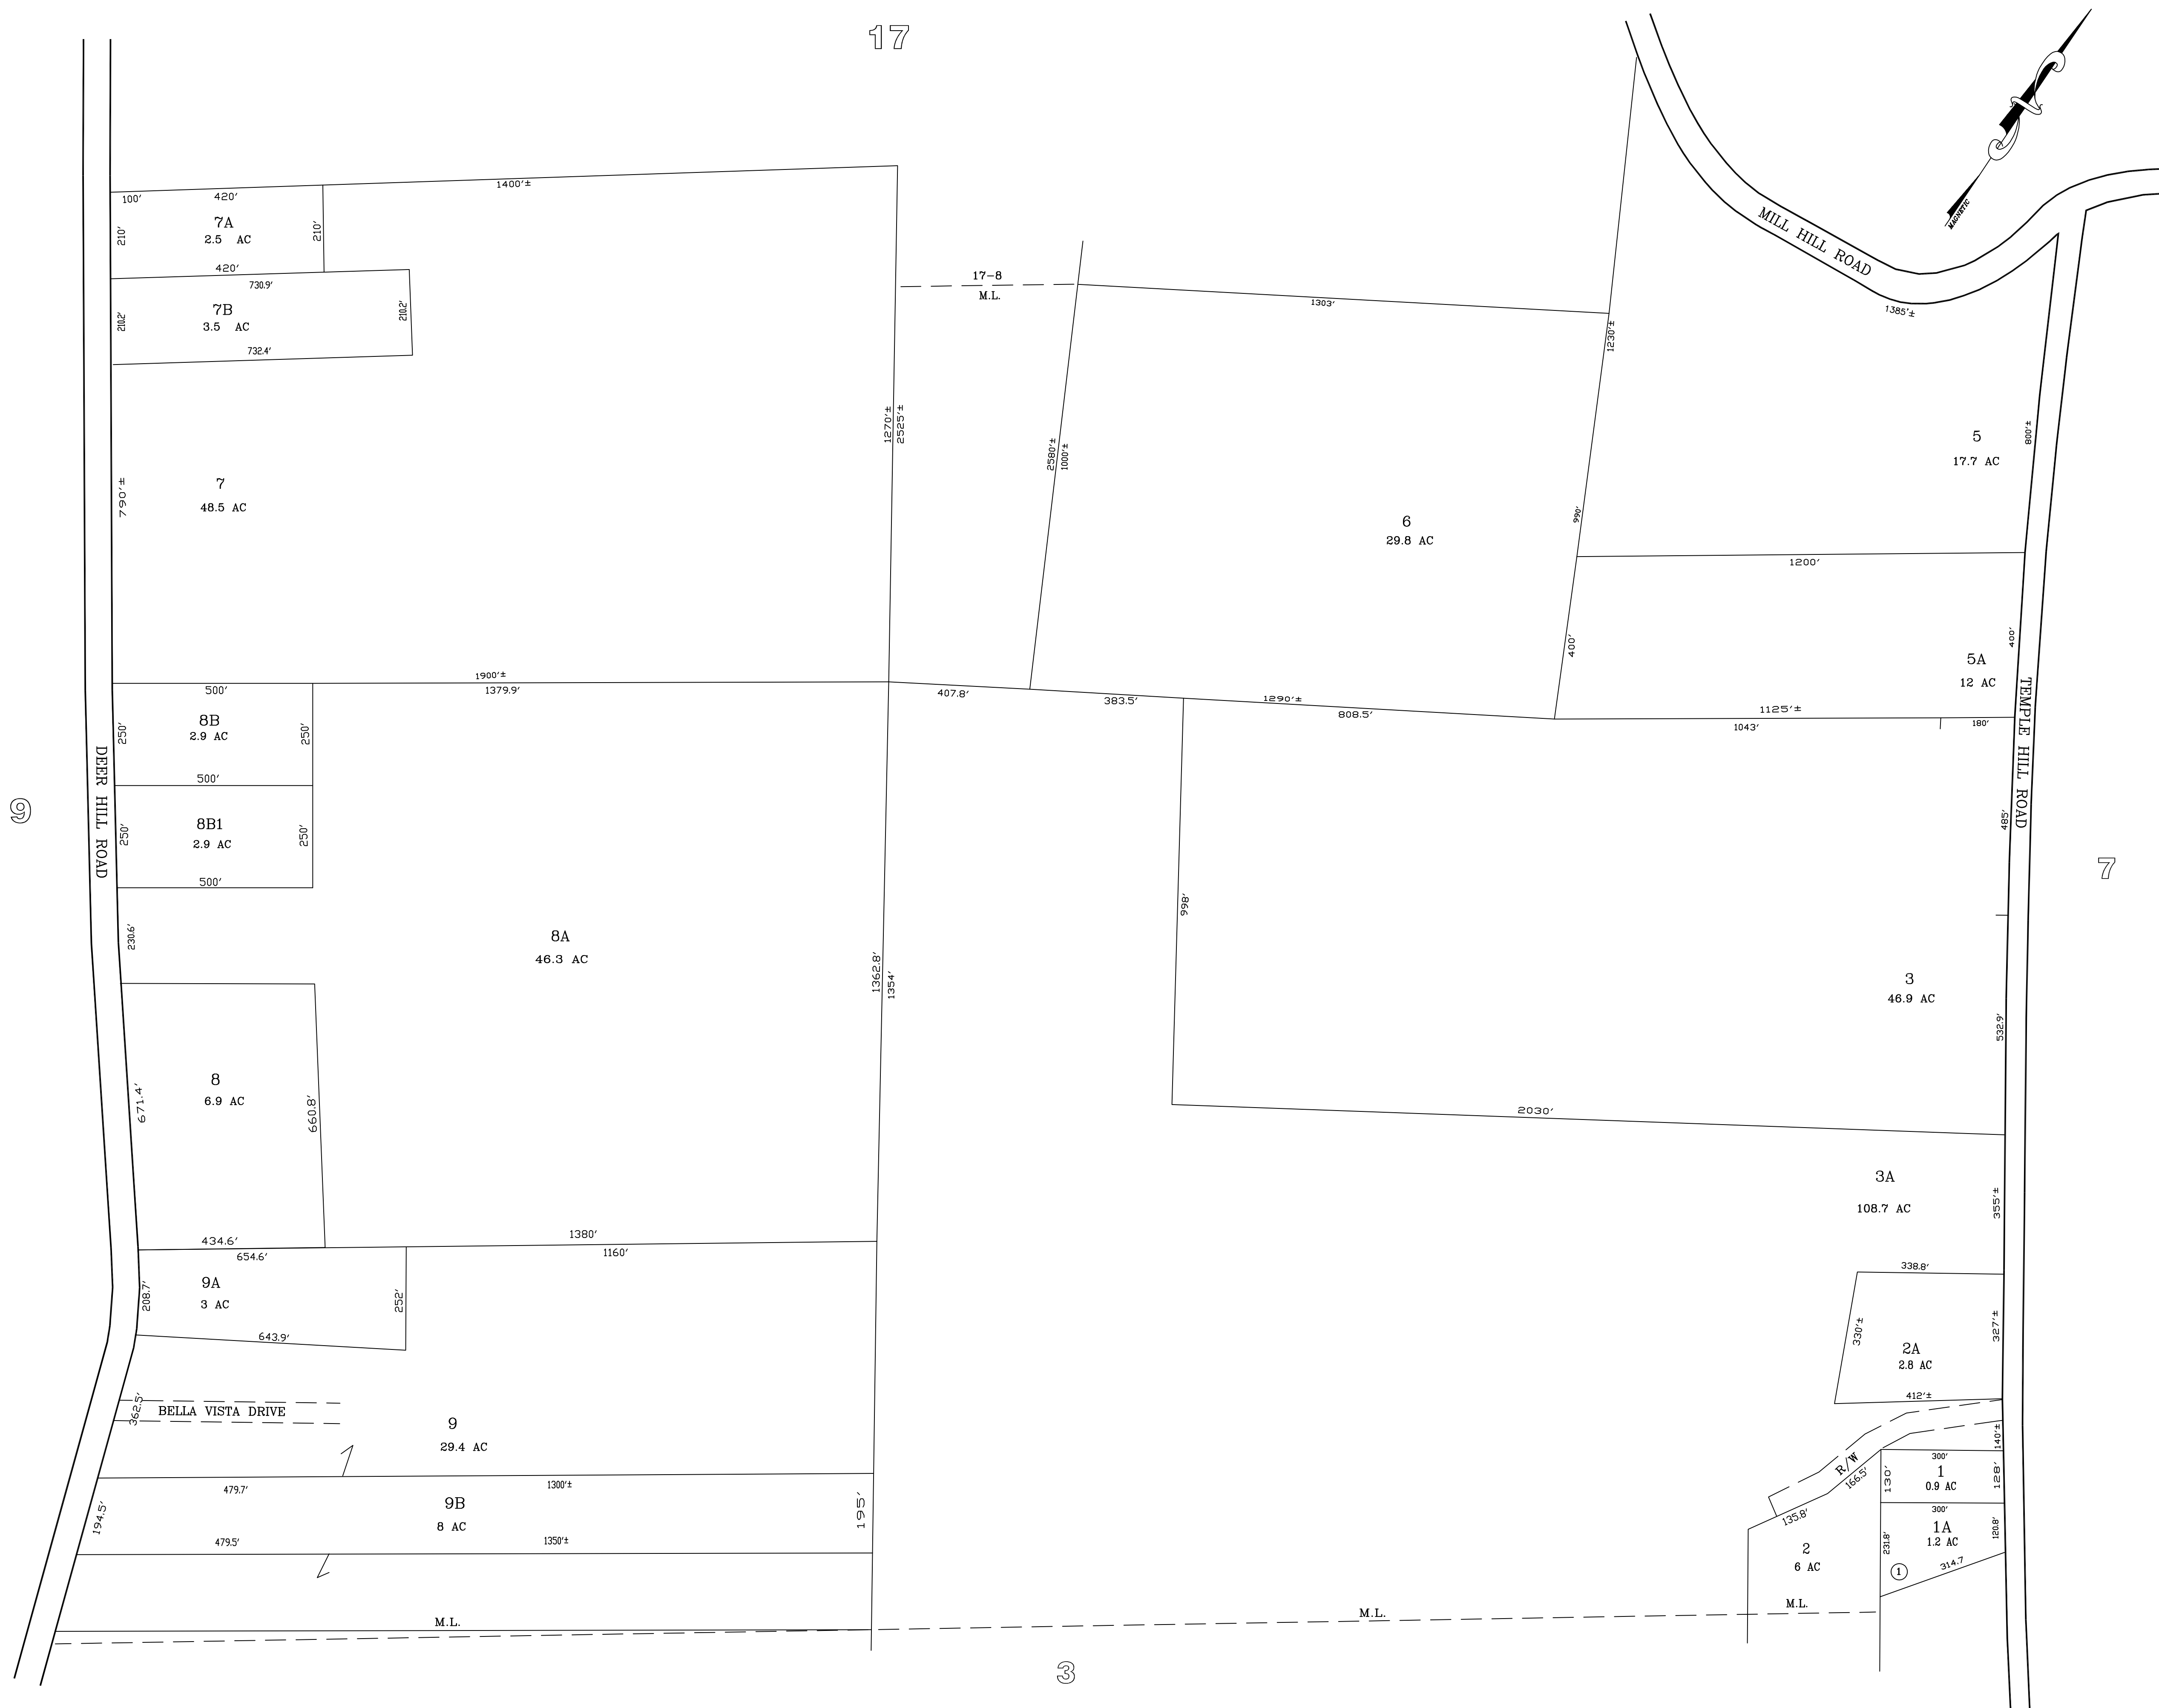 17
MAGNETIC
MILL HILL ROAD
1385'±
100'
420'
1400'±
7A
2.5 AC
210'
210'
420'
730.9'
7B
3.5 AC
210.2'
210.2'
732.4'
17-8
M.L.
1303'
1230'±
1270'±
2525'±
2580'±
1000'±
7
48.5 AC
790'±
6
29.8 AC
990'
5
17.7 AC
800'±
1200'
400'
400'
5A
12 AC
1900'±
500'
1379.9'
407.8'
383.5'
1290'±
808.5'
1125'±
1043'
180'
TEMPLE HILL ROAD
DEER HILL ROAD
8B
2.9 AC
250'
250'
500'
8B1
2.9 AC
250'
250'
500'
9
7
485'
230.6'
8A
46.3 AC
998'
1362.8'
1354'
3
46.9 AC
532.9'
8
6.9 AC
671.4'
660.8'
2030'
3A
108.7 AC
355'±
434.6'
1380'
654.6'
1160'
9A
3 AC
208.7'
252'
643.9'
338.8'
330'±
327'±
2A
2.8 AC
412'±
362.5'
BELLA VISTA DRIVE
9
29.4 AC
140'±
R/W
166.5'
300'
1
0.9 AC
130'
128'
479.7'
1300'±
9B
8 AC
194.5'
195'
479.5'
1350'±
135.8'
300'
1A
1.2 AC
231.8'
120.8'
314.7
1
2
6 AC
M.L.
M.L.
M.L.
3